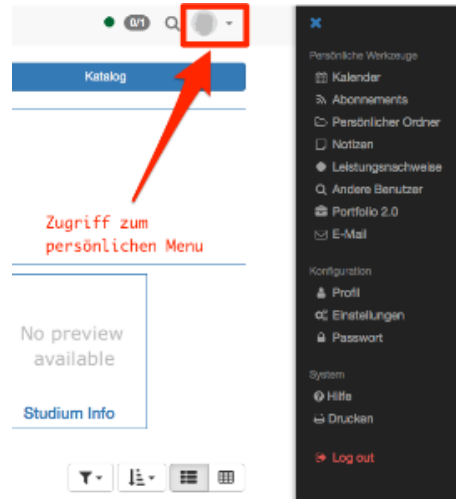 0/1
Katalog
Zugriff zum
persönlichen Menu
No preview
available
Studium Info
Persönliche Werkzeuge
Kalender
Abonnements
Persönlicher Ordner
Notizen
Leistungsnachweise
Andere Benutzer
Portfolio 2.0
E-Mail
Konfiguration
Profil
Einstellungen
Passwort
System
Hilfe
Drucken
Log out